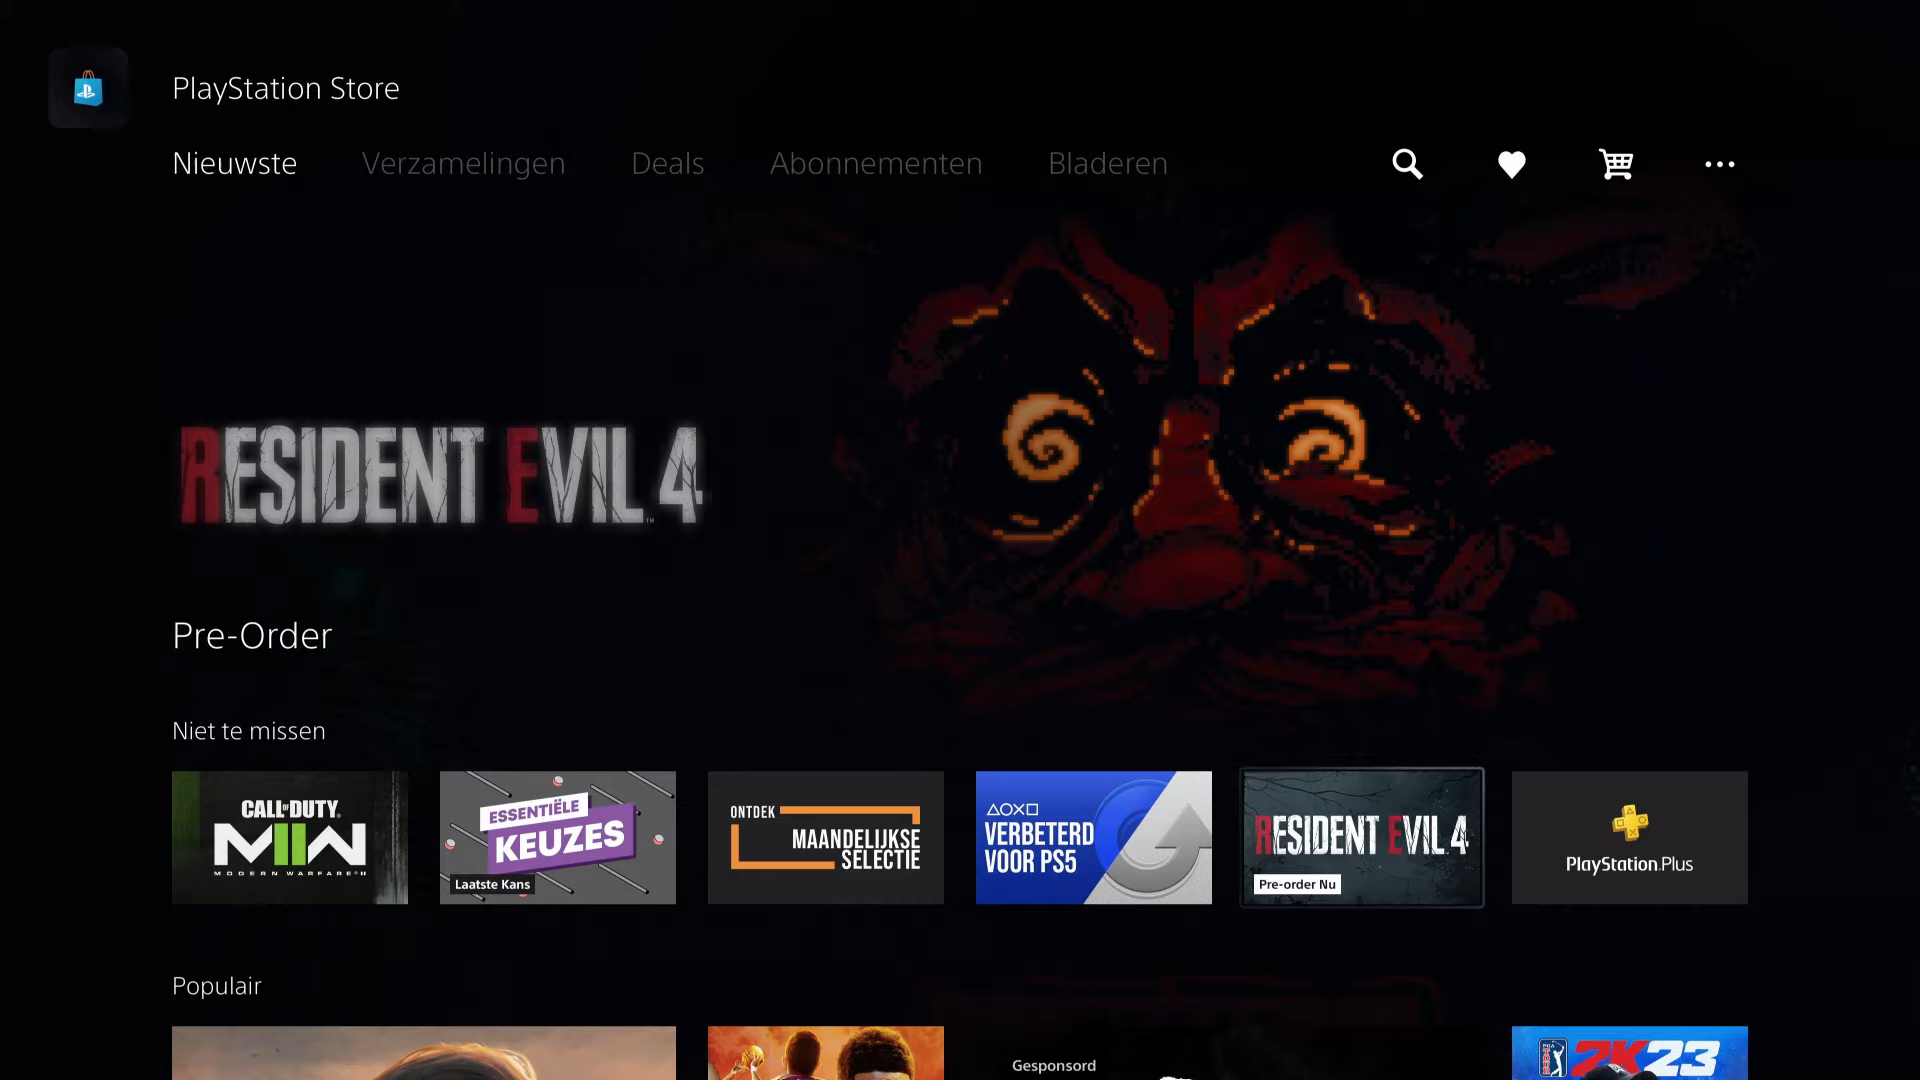 PlayStation Store
Nieuwste
Verzamelingen
Deals
Abonnementen
Bladeren
RESIDENT EVIL 4
Pre-Order
Niet te missen
CALL OF DUTY
MWII
MODERN WARFARE II
ESSENTIËLE
KEUZES
Laatste Kans
ONTDEK
MAANDELIJKSE
SELECTIE
VERBETERD
VOOR PS5
RESIDENT EVIL 4
Pre-order Nu
PlayStation Plus
Populair
Gesponsord
PGA TOUR
2K23